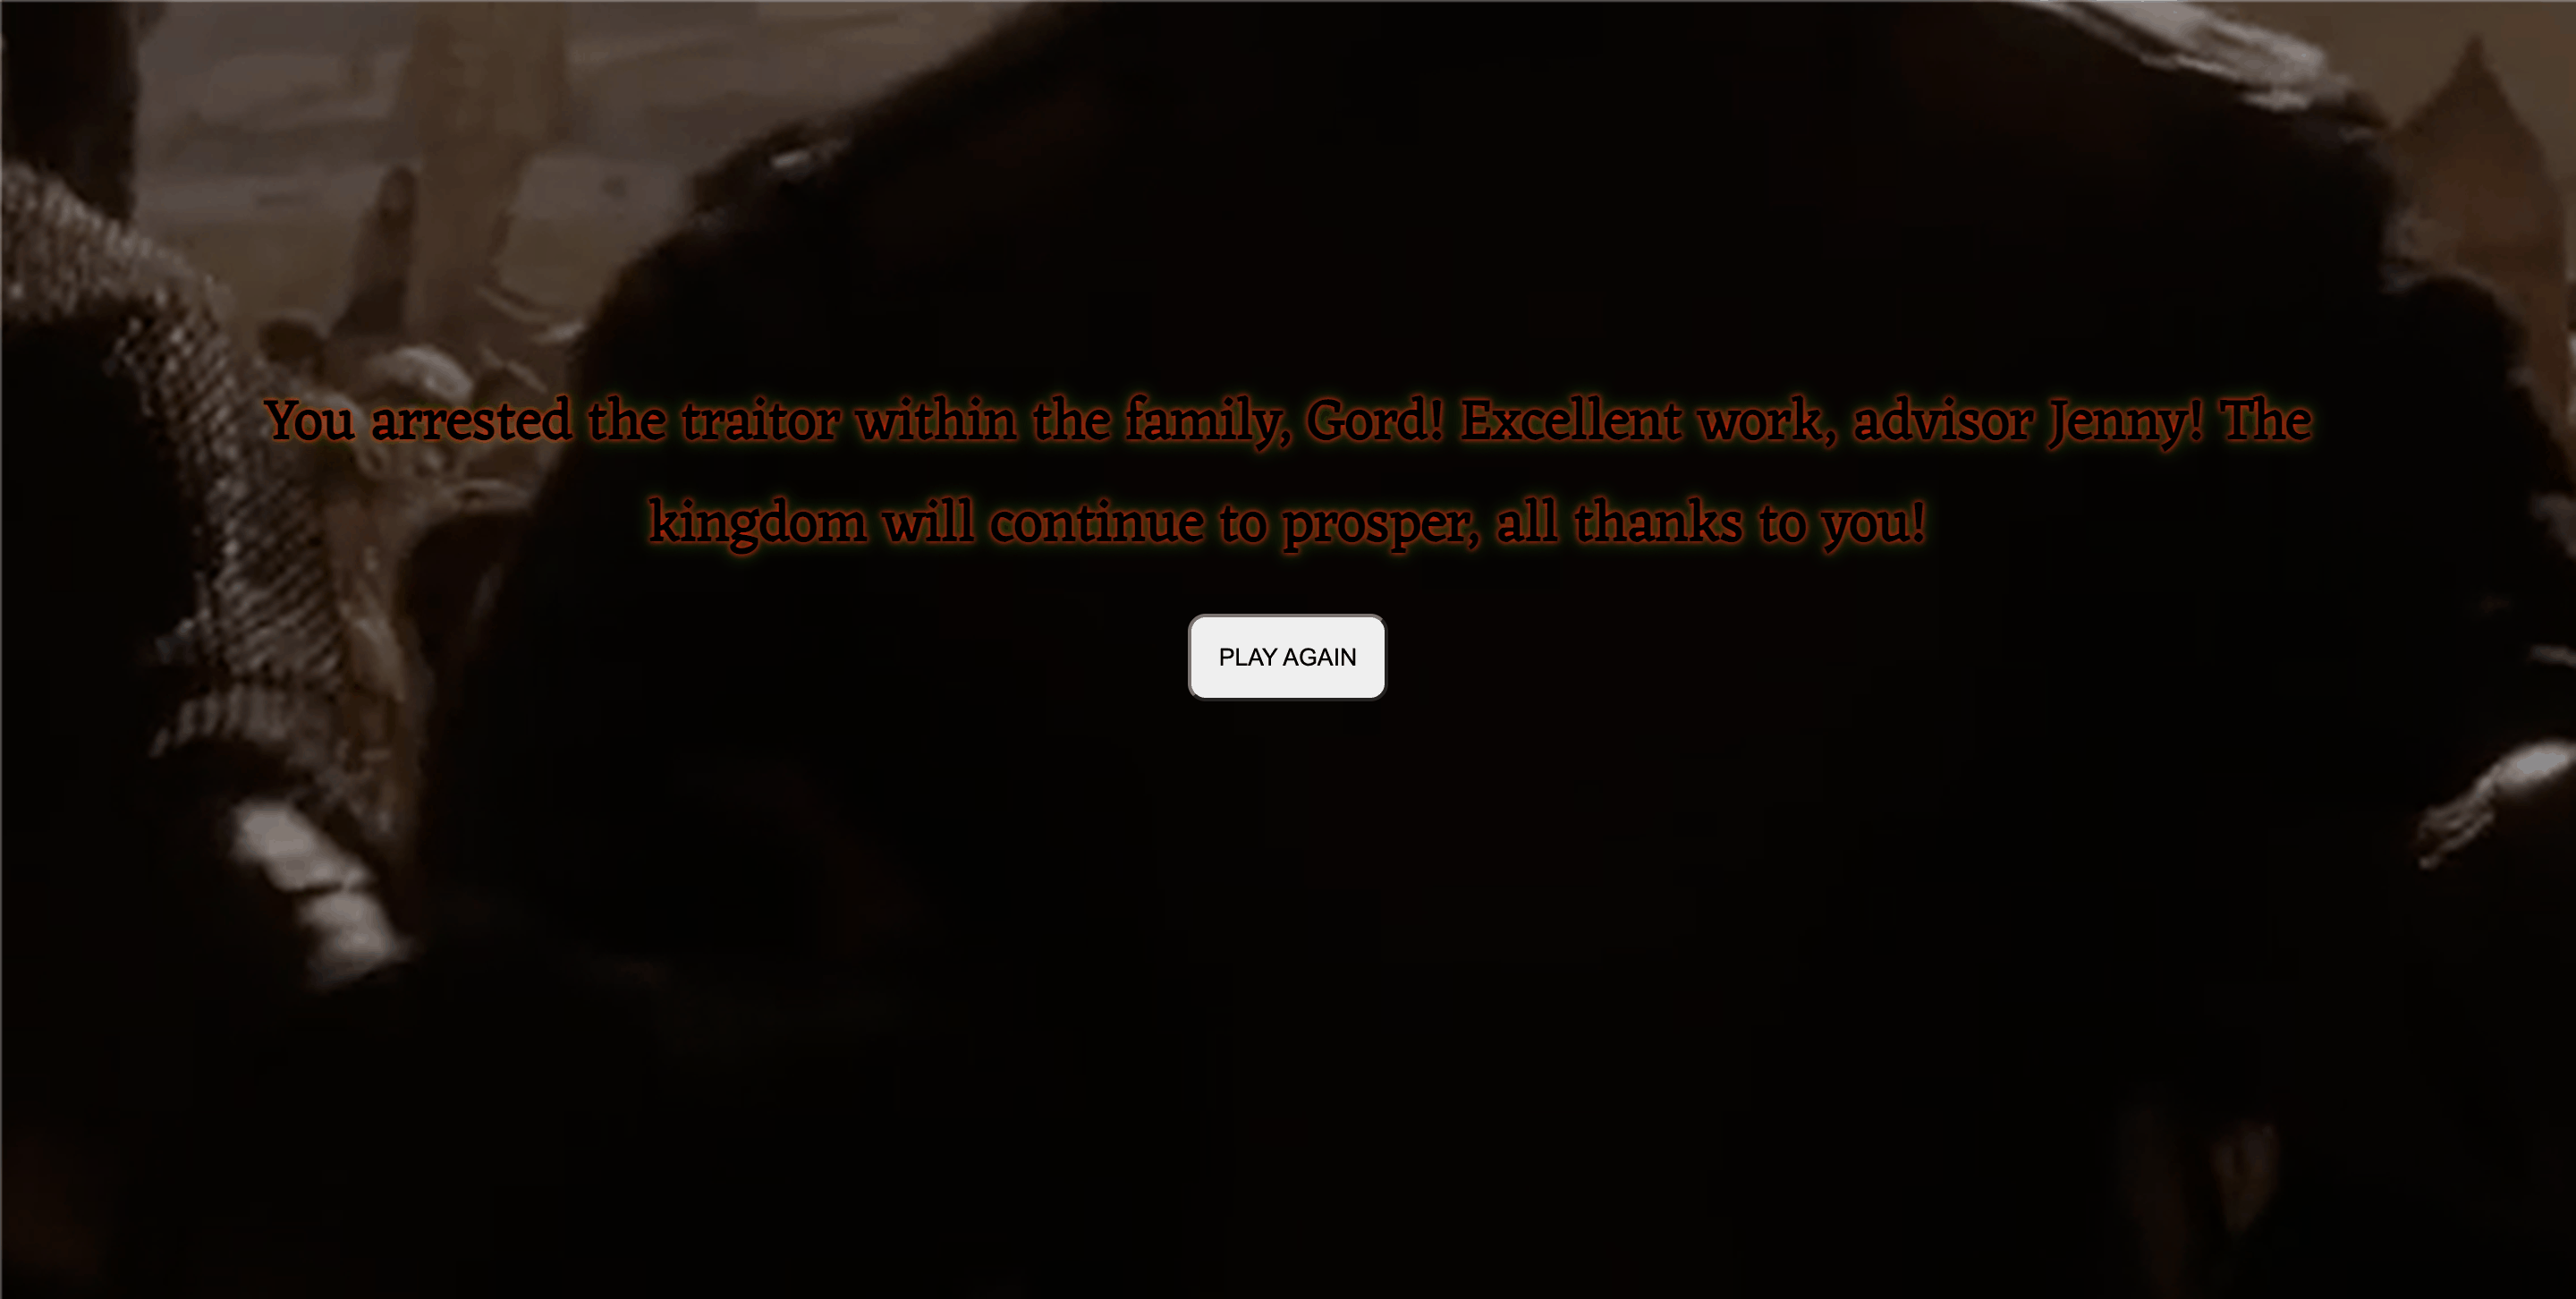 You arrested the traitor within the family, Gord! Excellent work, advisor Jenny! The
kingdom will continue to prosper, all thanks to you!
PLAY AGAIN